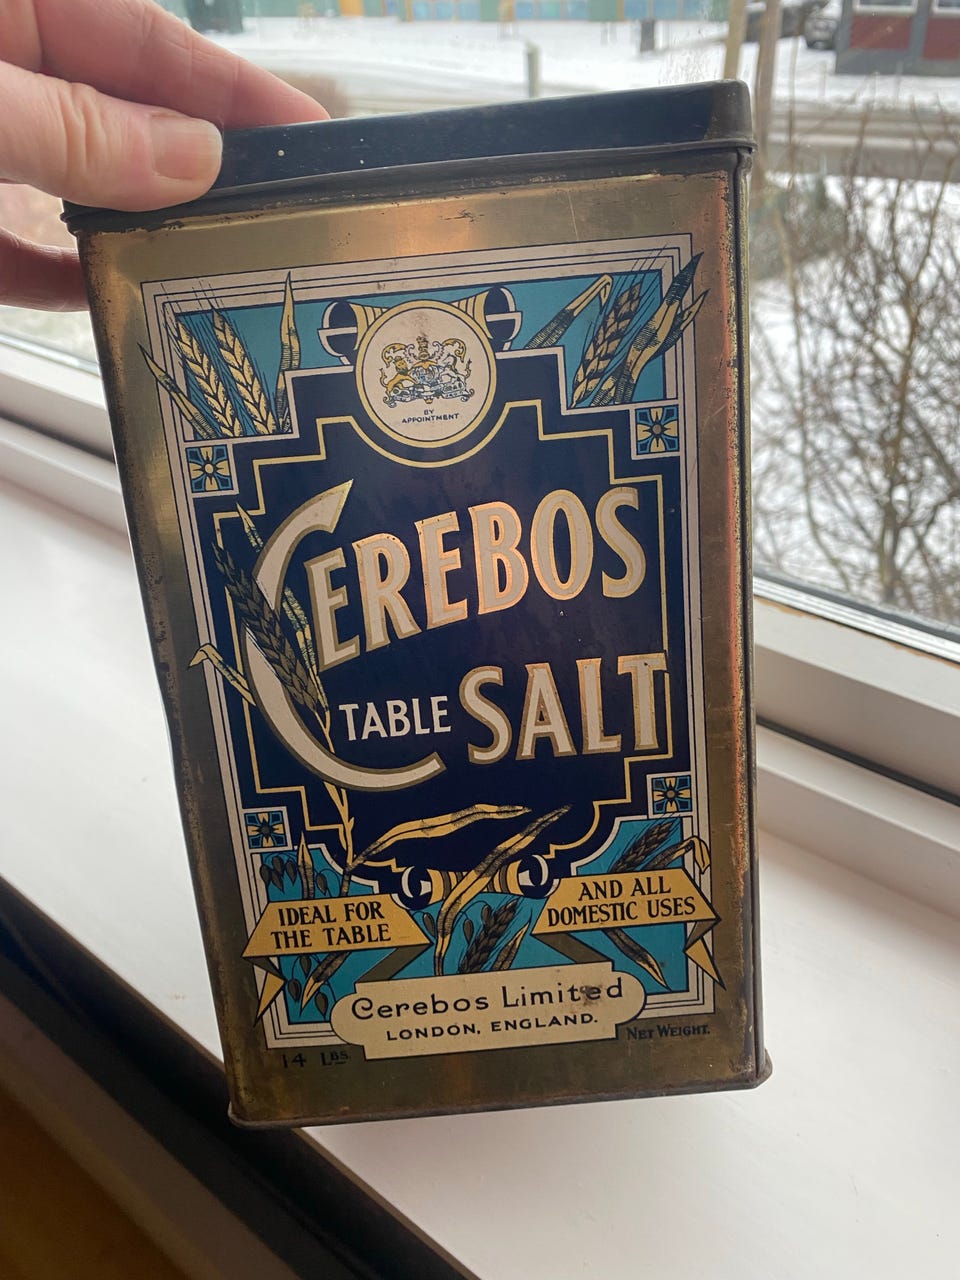 BY
APPOINTMENT
CEREBOS
TABLE SALT
IDEAL FOR
THE TABLE
AND ALL
DOMESTIC USES
Cerebos Limited
LONDON, ENGLAND.
14 LBS. NET WEIGHT.